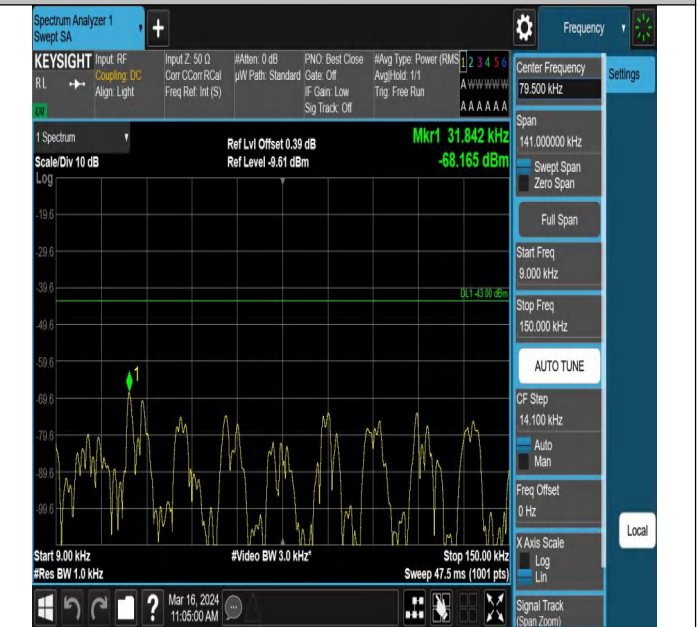 Spectrum Analyzer 1
Swept SA
+
Frequency
KEYSIGHT
RL
LXI
Input: RF
Coupling: DC
Align: Light
Input Z: 50 Ω
Corr CCorr RCal
Freq Ref: Int (S)
#Atten: 0 dB
µW Path: Standard
PNO: Best Close
Gate: Off
IF Gain: Low
Sig Track: Off
#Avg Type: Power (RMS
Avg|Hold: 1/1
Trig: Free Run
1 2 3 4 5 6
A W W W W W
A A A A A A
1 Spectrum
Scale/Div 10 dB
Log
Ref Lvl Offset 0.39 dB
Ref Level -9.61 dBm
Mkr1 31.842 kHz
-68.165 dBm
-19.6
-29.6
-39.6
DL1 -43.00 dBm
-49.6
-59.6
1
-69.6
-79.6
-89.6
-99.6
Start 9.00 kHz
#Res BW 1.0 kHz
#Video BW 3.0 kHz*
Stop 150.00 kHz
Sweep 47.5 ms (1001 pts)
?
Mar 16, 2024
11:05:00 AM
Center Frequency
79.500 kHz
Settings
Span
141.000000 kHz
Swept Span
Zero Span
Full Span
Start Freq
9.000 kHz
Stop Freq
150.000 kHz
AUTO TUNE
CF Step
14.100 kHz
Auto
Man
Freq Offset
0 Hz
X Axis Scale
Log
Lin
Local
Signal Track
(Span Zoom)